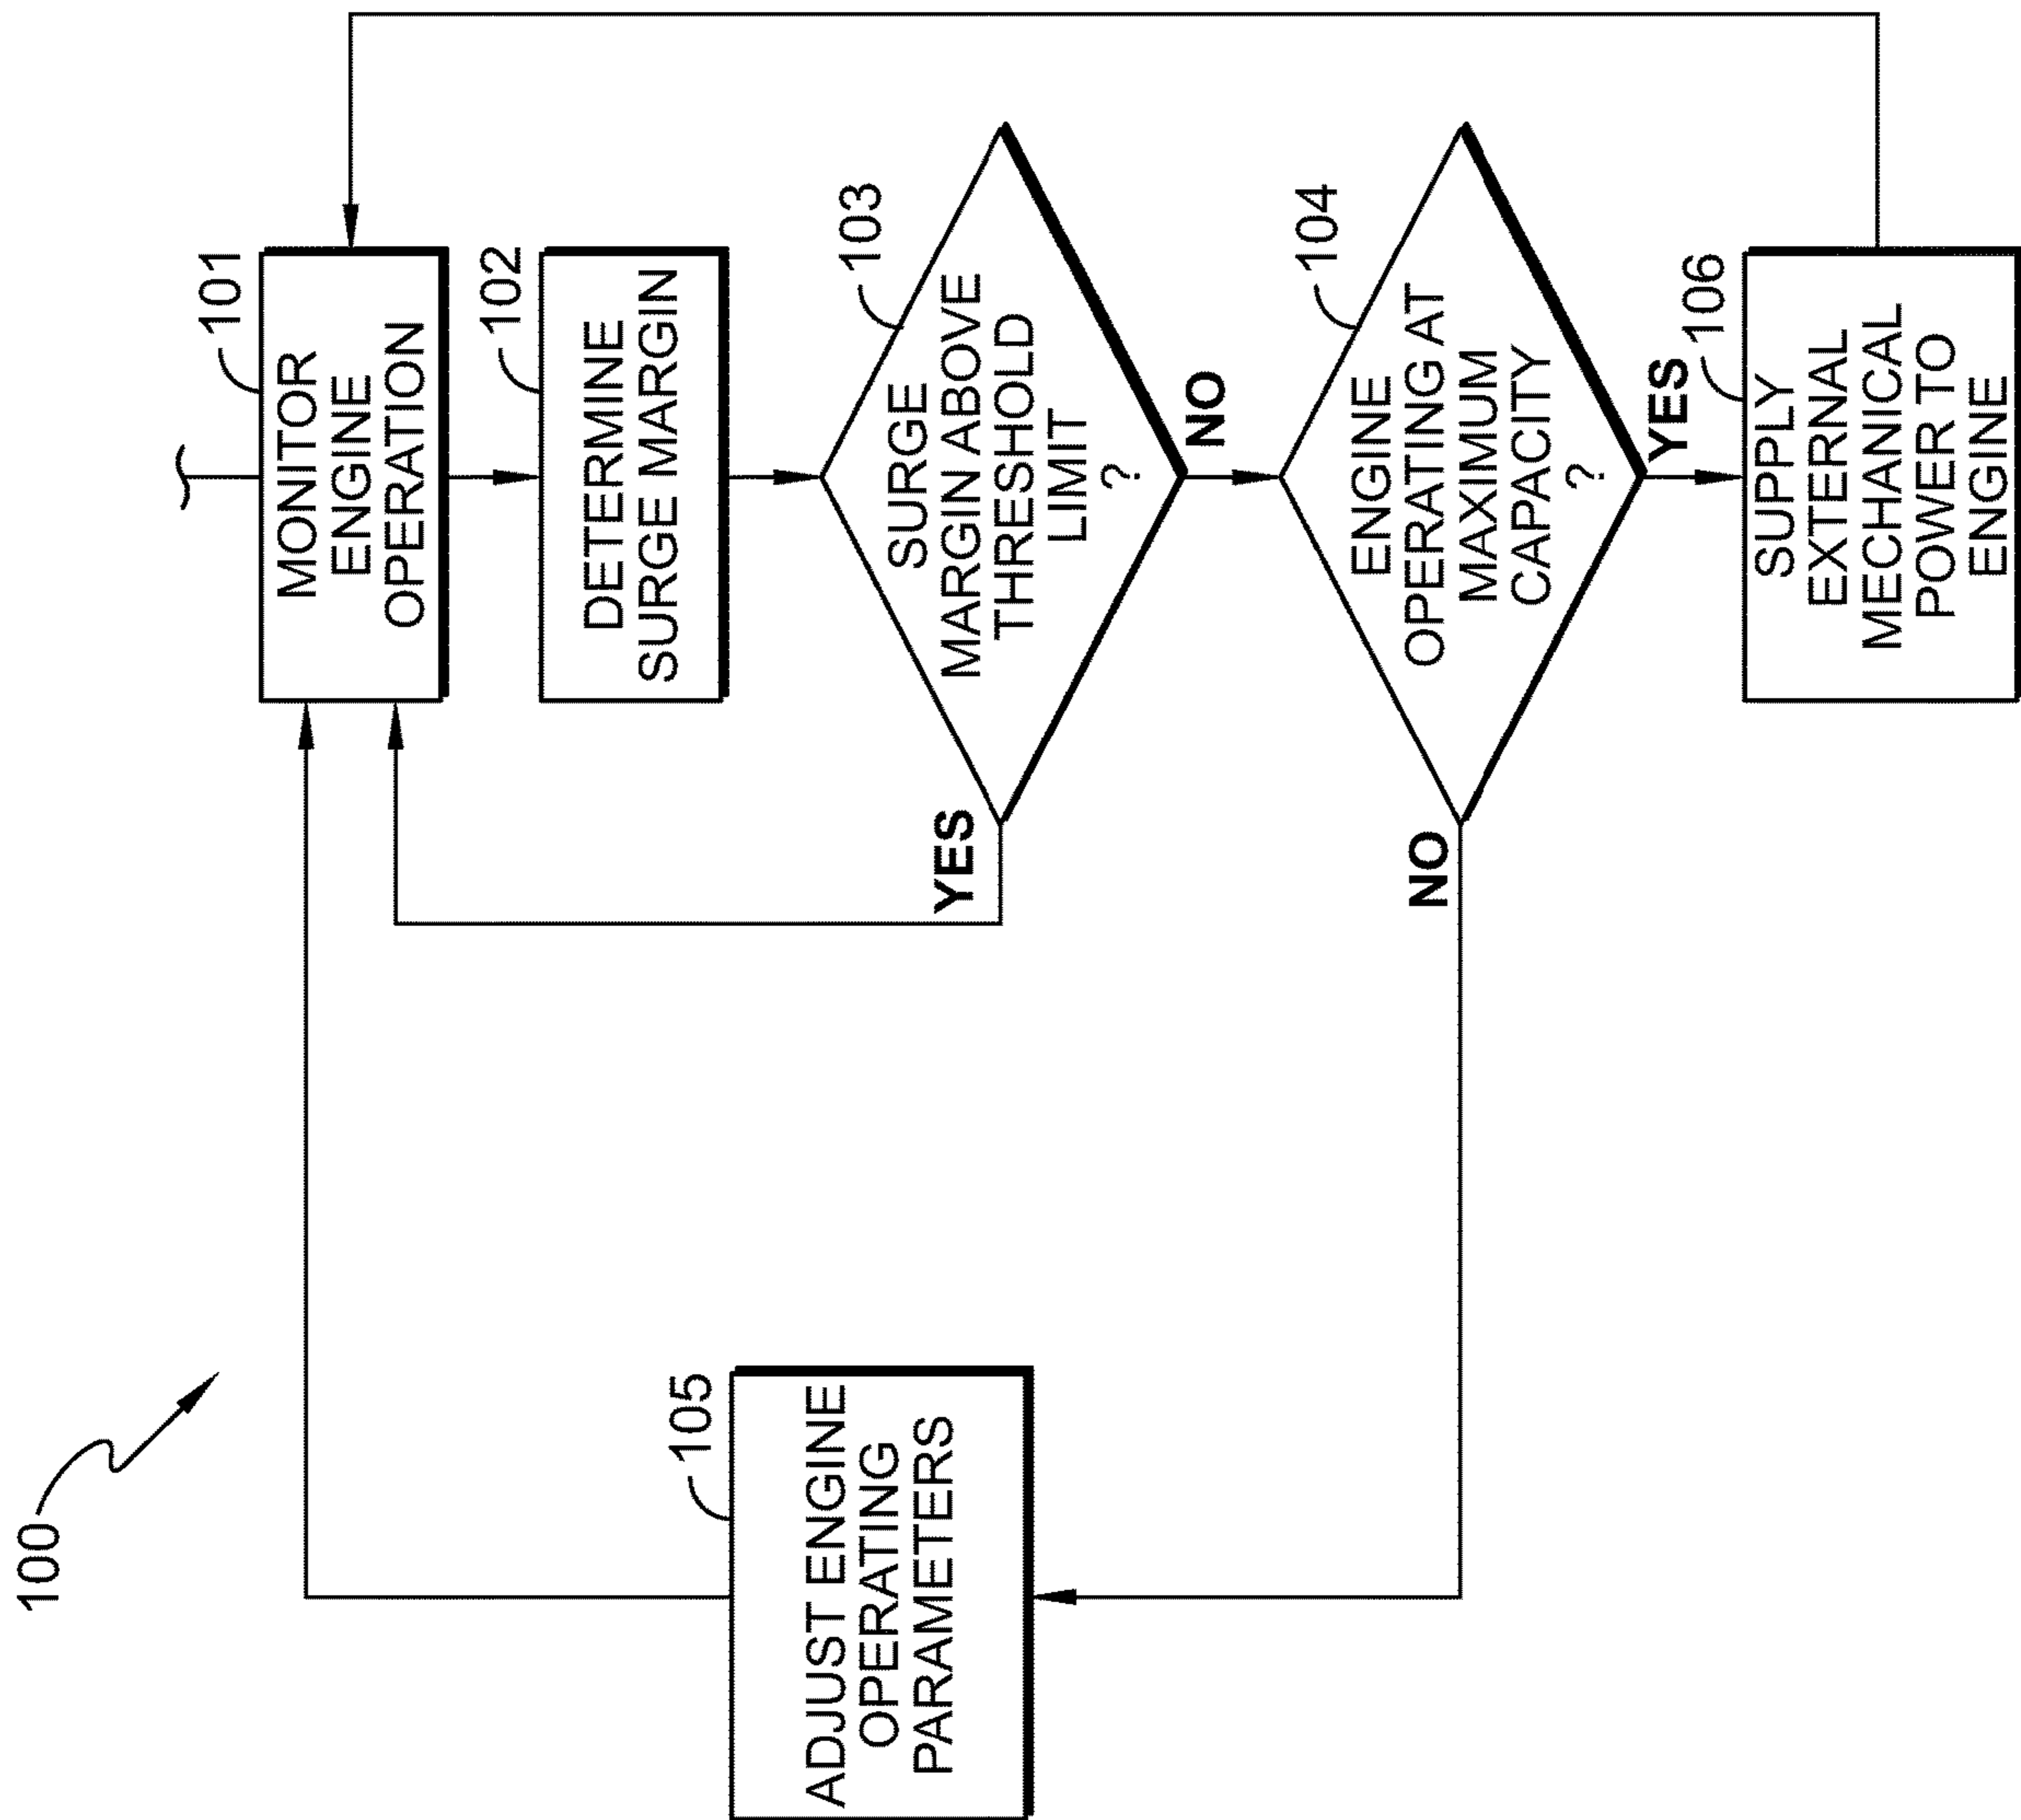 100
101
MONITOR
ENGINE
OPERATION
102
DETERMINE
SURGE MARGIN
103
SURGE
MARGIN ABOVE
THRESHOLD
LIMIT
?
YES
NO
104
ENGINE
OPERATING AT
MAXIMUM
CAPACITY
?
NO
YES
105
ADJUST ENGINE
OPERATING
PARAMETERS
106
SUPPLY
EXTERNAL
MECHANICAL
POWER TO
ENGINE